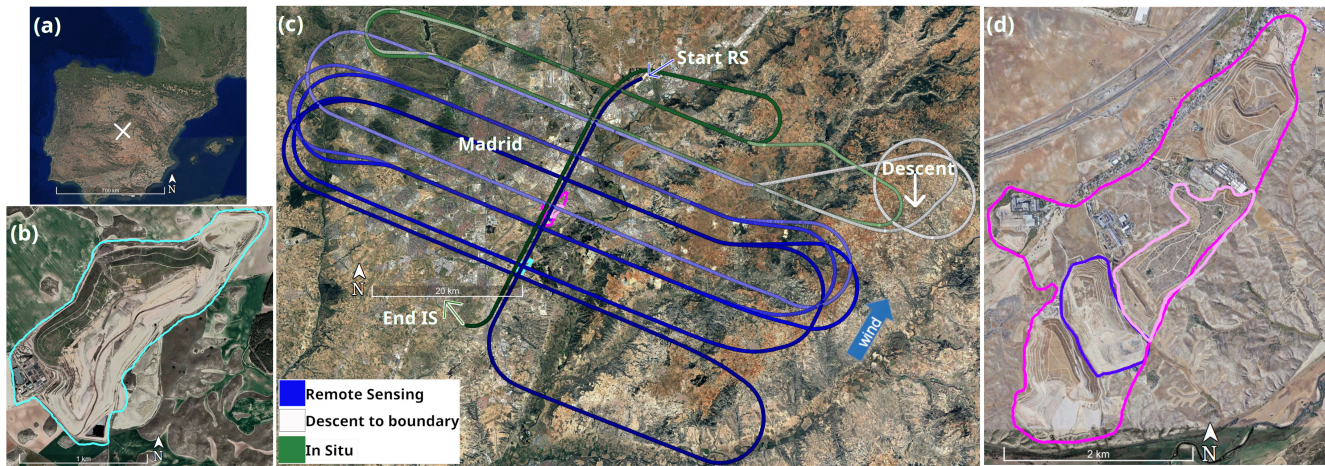 (a)
700 km
N
(b)
1 km
N
(c)
Start RS
Madrid
Descent
N
20 km
End IS
wind
Remote Sensing
Descent to boundary
In Situ
(d)
2 km
N